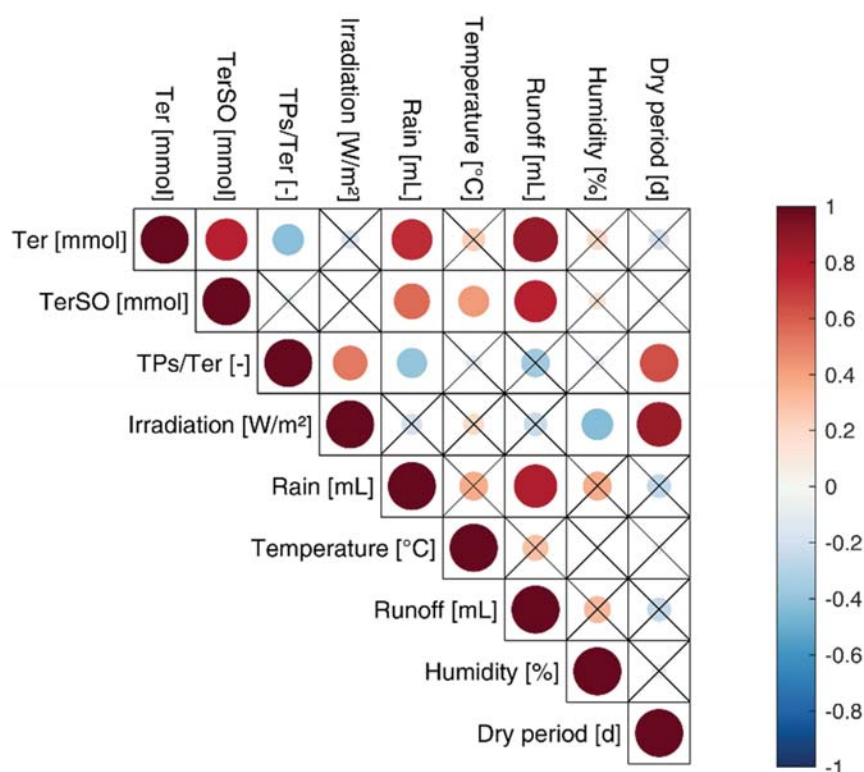 Ter [mmol]
TerSO [mmol]
TPs/Ter [-]
Irradiation [W/m²]
Rain [mL]
Temperature [°C]
Runoff [mL]
Humidity [%]
Dry period [d]
Ter [mmol]
TerSO [mmol]
TPs/Ter [-]
Irradiation [W/m²]
Rain [mL]
Temperature [°C]
Runoff [mL]
Humidity [%]
Dry period [d]
1
0.8
0.6
0.4
0.2
0
-0.2
-0.4
-0.6
-0.8
-1